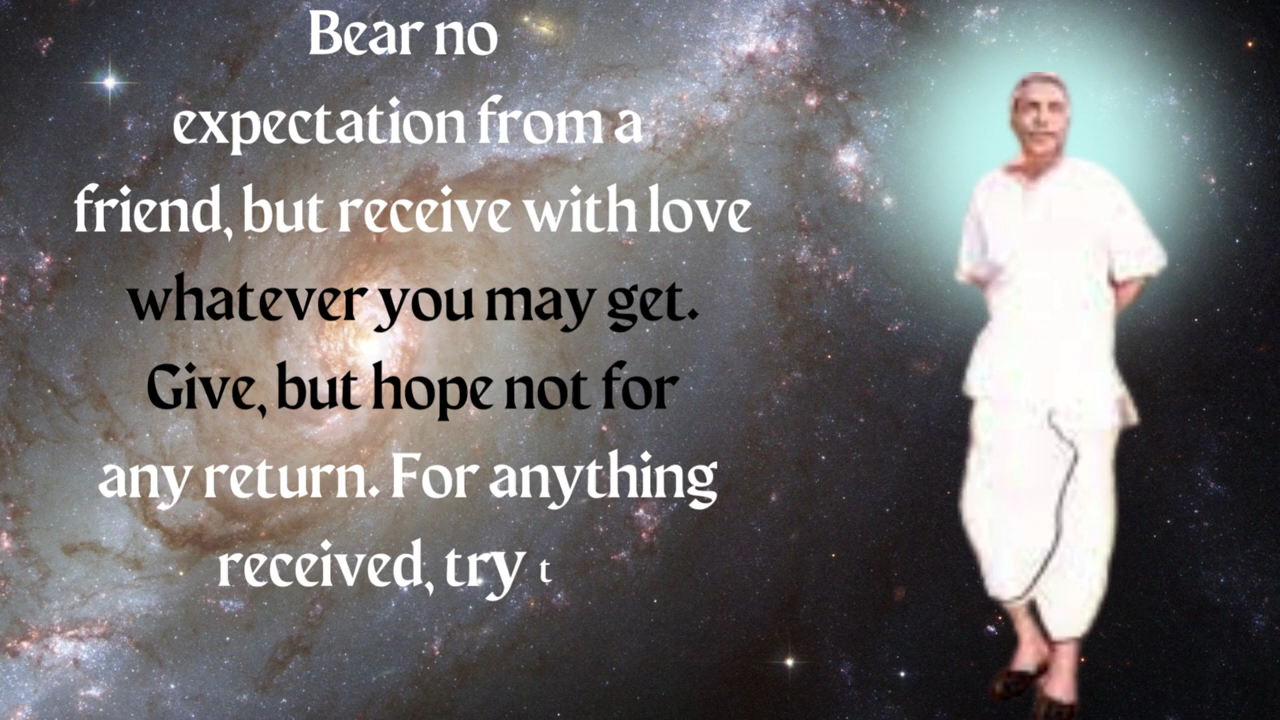 Bear no
expectation from a
friend, but receive with love
whatever you may get.
Give, but hope not for
any return. For anything
received, try t